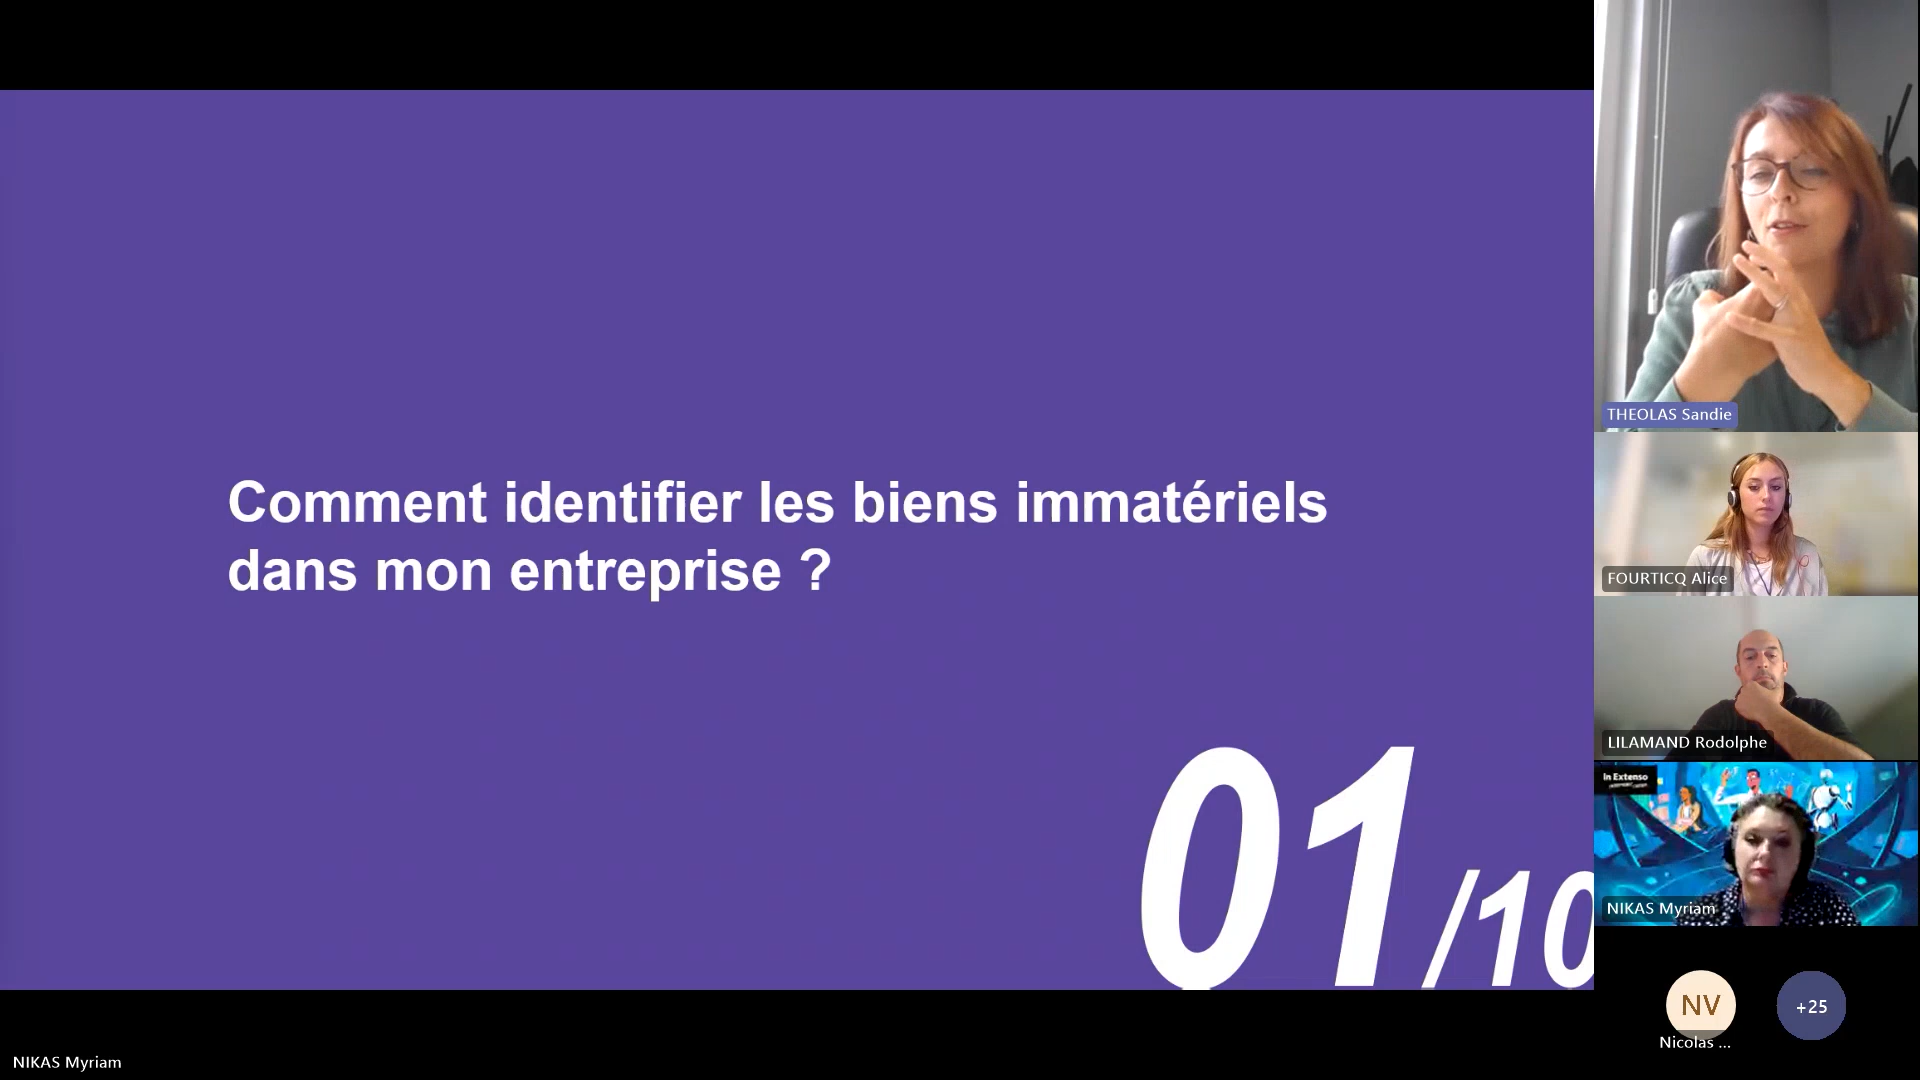 Comment identifier les biens immatériels
dans mon entreprise ?
01/10
THEOLAS Sandie
FOURTICQ Alice
LILAMAND Rodolphe
In Extenso
NIKAS Myriam
NV
+25
Nicolas ...
NIKAS Myriam